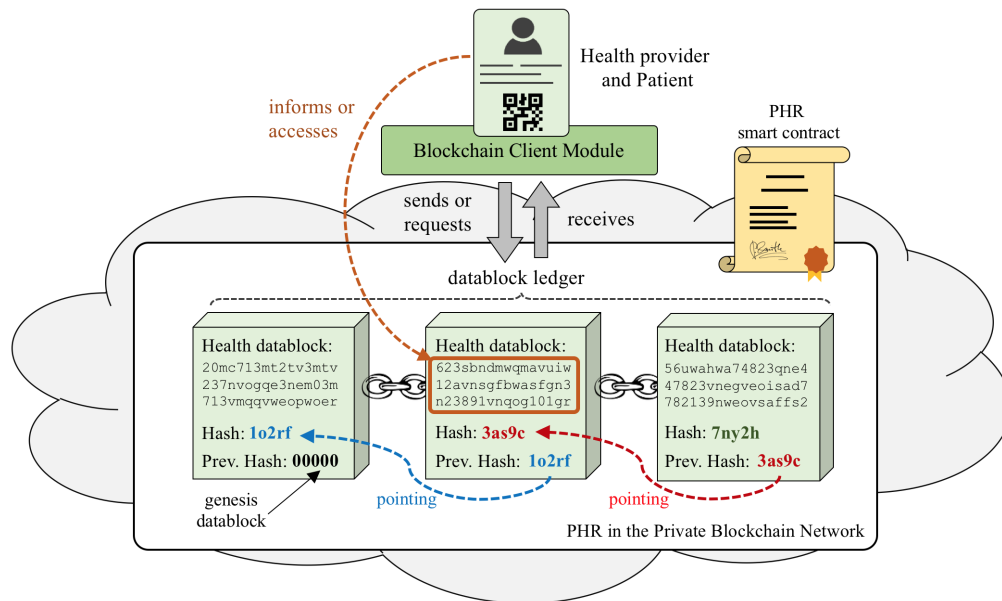 Health provider
and Patient
PHR
smart contract
informs or
accesses
Blockchain Client Module
sends or
requests
receives
datablock ledger
Health datablock:
20mc713mt2tv3mtv
237nvogqe3nem03m
713vmqqvweopwoer
Hash: 1o2rf
Prev. Hash: 00000
genesis
datablock
Health datablock:
623sbndmwqmavuiw
12avnsgfbwasfgn3
n23891vnqog101gr
Hash: 3as9c
Prev. Hash: 1o2rf
pointing
Health datablock:
56uwahwa74823qne4
47823vnegveoisad7
782139nweovsaffs2
Hash: 7ny2h
Prev. Hash: 3as9c
pointing
PHR in the Private Blockchain Network